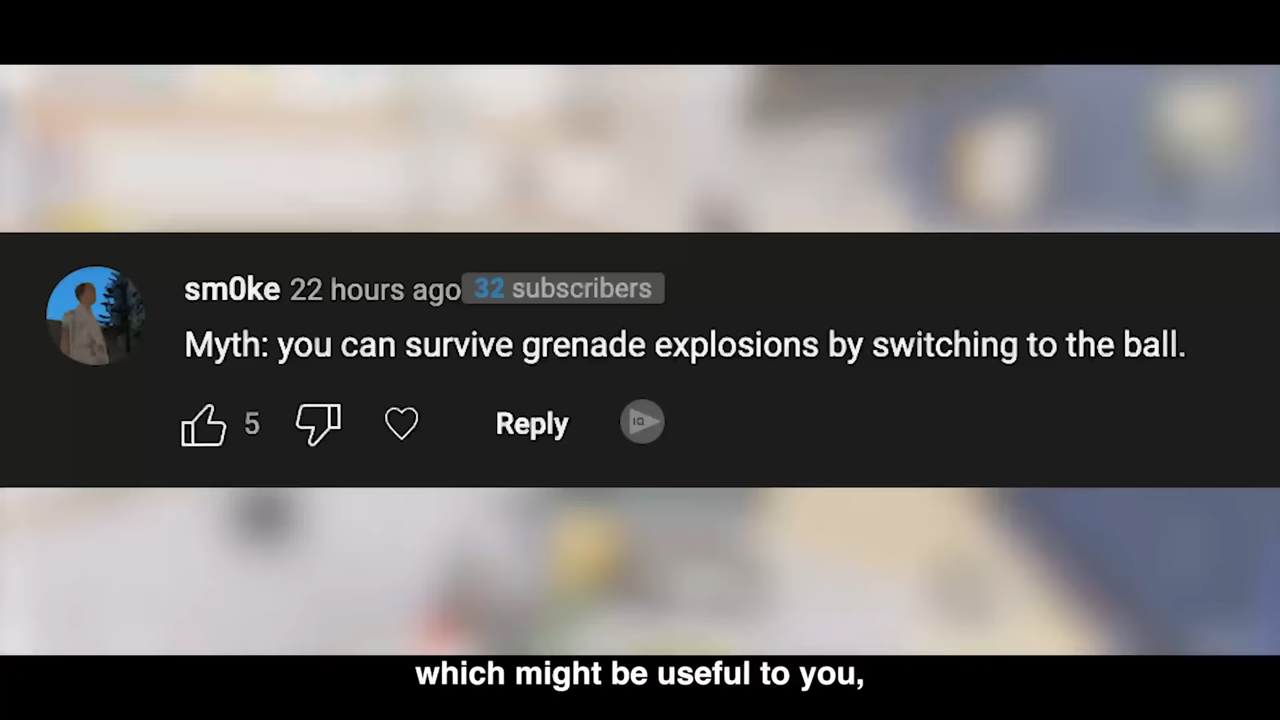 sm0ke 22 hours ago 32 subscribers
Myth: you can survive grenade explosions by switching to the ball.
5 Reply IQ
which might be useful to you,